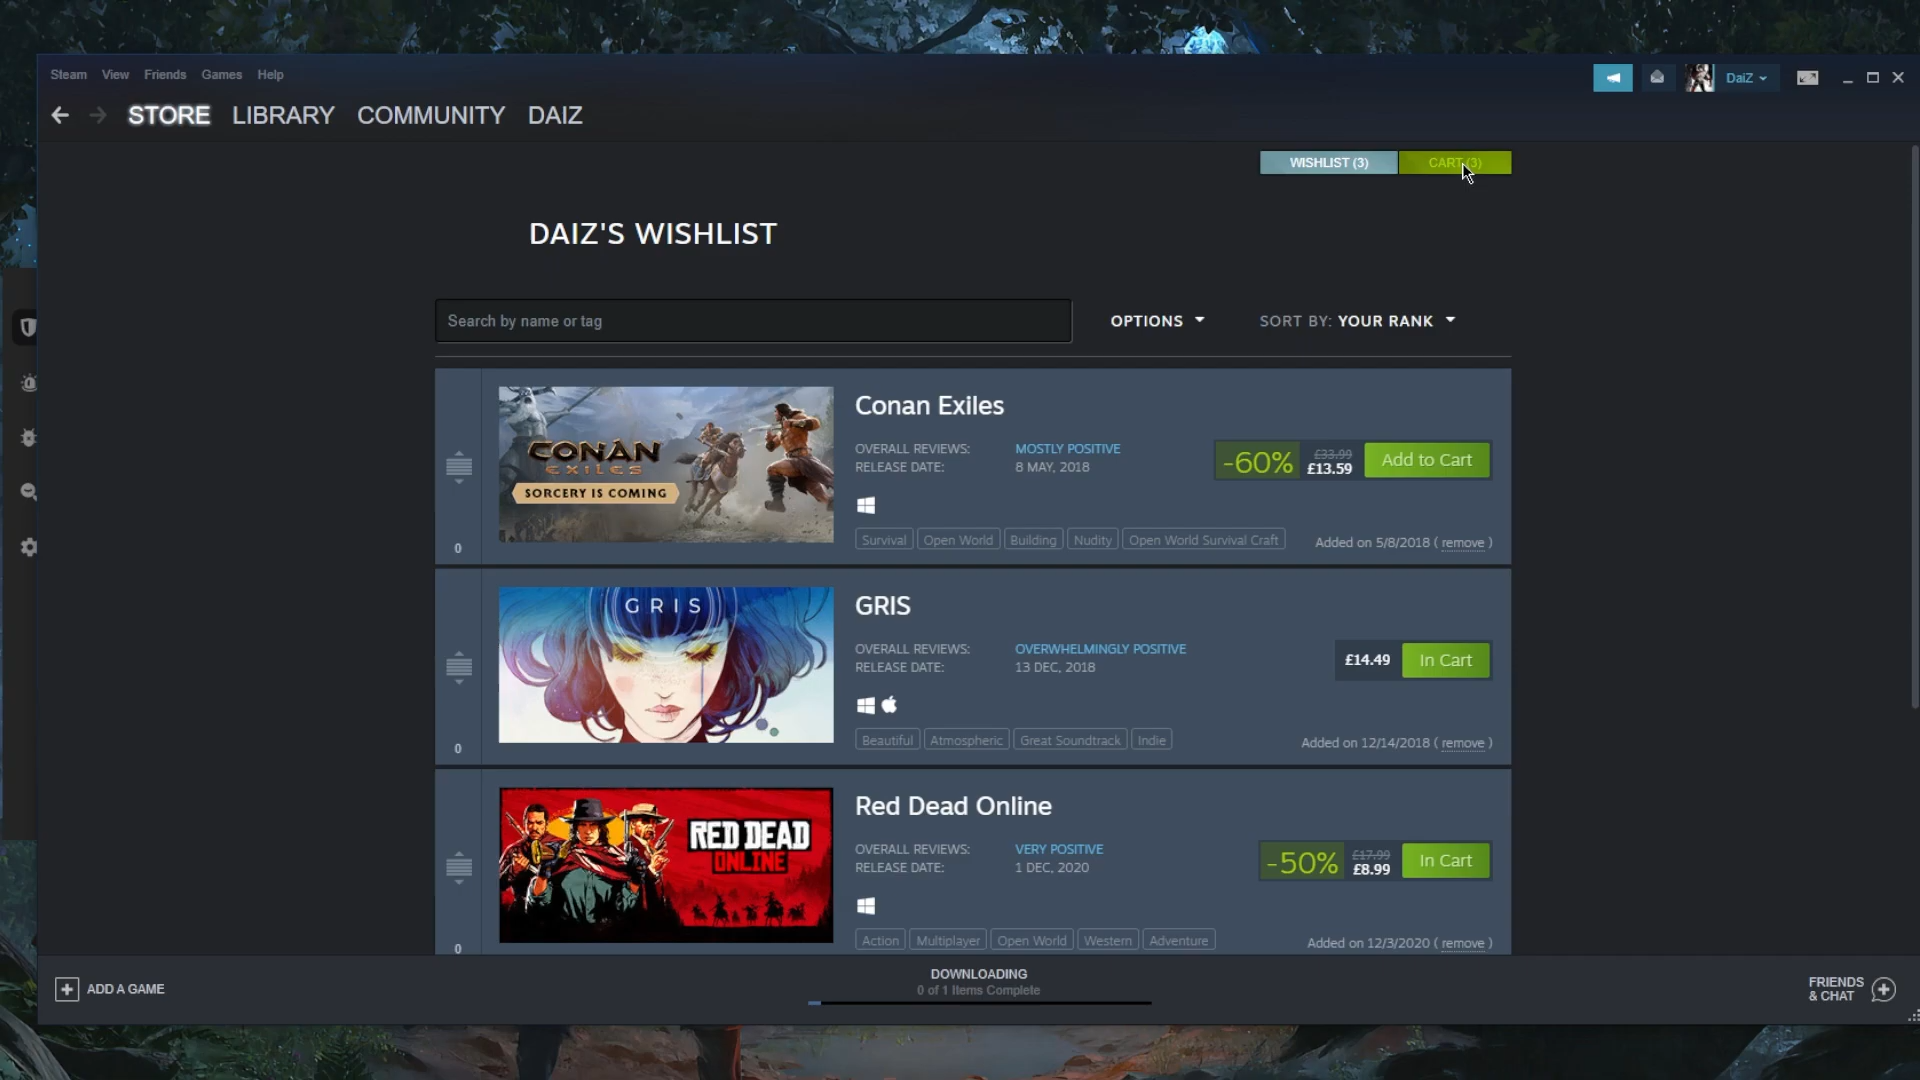 Steam View Friends Games Help
DaiZ
STORE LIBRARY COMMUNITY DAIZ
WISHLIST (3) CART (3)
DAIZ'S WISHLIST
Search by name or tag
OPTIONS SORT BY: YOUR RANK
CONAN
EXILES
SORCERY IS COMING
0
Conan Exiles
OVERALL REVIEWS: MOSTLY POSITIVE
RELEASE DATE: 8 MAY, 2018
-60% £33.99 £13.59 Add to Cart
Survival Open World Building Nudity Open World Survival Craft
Added on 5/8/2018 ( remove )
GRIS
0
GRIS
OVERALL REVIEWS: OVERWHELMINGLY POSITIVE
RELEASE DATE: 13 DEC, 2018
£14.49 In Cart
Beautiful Atmospheric Great Soundtrack Indie
Added on 12/14/2018 ( remove )
RED DEAD
ONLINE
0
Red Dead Online
OVERALL REVIEWS: VERY POSITIVE
RELEASE DATE: 1 DEC, 2020
-50% £17.99 £8.99 In Cart
Action Multiplayer Open World Western Adventure
Added on 12/3/2020 ( remove )
ADD A GAME
DOWNLOADING
0 of 1 Items Complete
FRIENDS
& CHAT